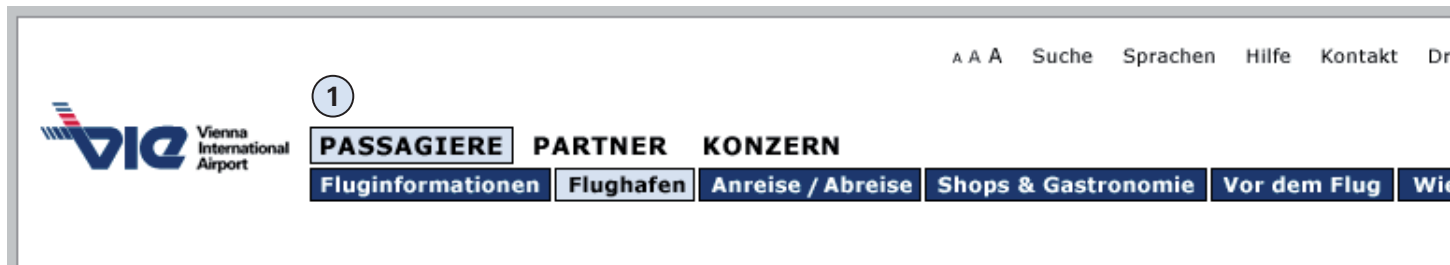 A A A Suche Sprachen Hilfe Kontakt
1
VIE Vienna
International
Airport
PASSAGIERE PARTNER KONZERN
Fluginformationen Flughafen Anreise / Abreise Shops & Gastronomie Vor dem Flug